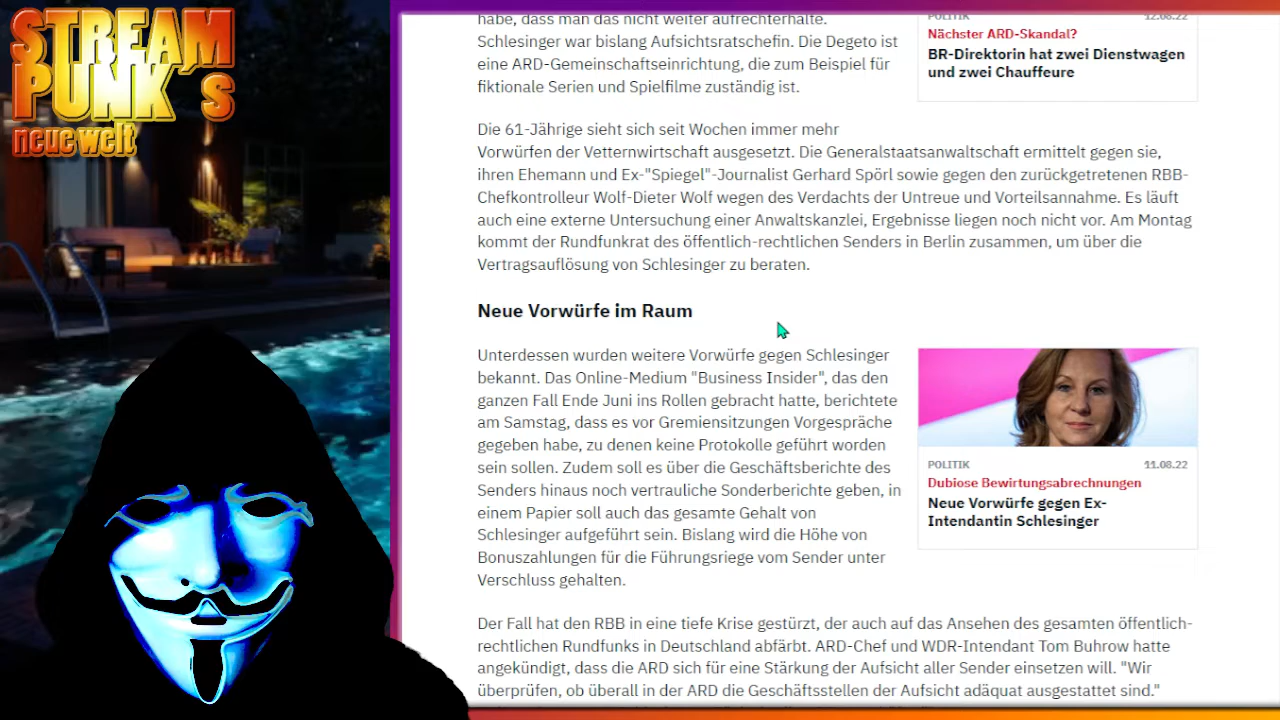 STREAM
PUNK´s
neue welt
habe, dass man das nicht weiter aufrechterhalte.
Schlesinger war bislang Aufsichtsratschefin. Die Degeto ist
eine ARD-Gemeinschaftseinrichtung, die zum Beispiel für
fiktionale Serien und Spielfilme zuständig ist.
POLITIK
12.08.22
Nächster ARD-Skandal?
BR-Direktorin hat zwei Dienstwagen
und zwei Chauffeure
Die 61-Jährige sieht sich seit Wochen immer mehr
Vorwürfen der Vetternwirtschaft ausgesetzt. Die Generalstaatsanwaltschaft ermittelt gegen sie,
ihren Ehemann und Ex-"Spiegel"-Journalist Gerhard Spörl sowie gegen den zurückgetretenen RBB-
Chefkontrolleur Wolf-Dieter Wolf wegen des Verdachts der Untreue und Vorteilsannahme. Es läuft
auch eine externe Untersuchung einer Anwaltskanzlei, Ergebnisse liegen noch nicht vor. Am Montag
kommt der Rundfunkrat des öffentlich-rechtlichen Senders in Berlin zusammen, um über die
Vertragsauflösung von Schlesinger zu beraten.
Neue Vorwürfe im Raum
Unterdessen wurden weitere Vorwürfe gegen Schlesinger
bekannt. Das Online-Medium "Business Insider", das den
ganzen Fall Ende Juni ins Rollen gebracht hatte, berichtete
am Samstag, dass es vor Gremiensitzungen Vorgespräche
gegeben habe, zu denen keine Protokolle geführt worden
sein sollen. Zudem soll es über die Geschäftsberichte des
Senders hinaus noch vertrauliche Sonderberichte geben, in
einem Papier soll auch das gesamte Gehalt von
Schlesinger aufgeführt sein. Bislang wird die Höhe von
Bonuszahlungen für die Führungsriege vom Sender unter
Verschluss gehalten.
POLITIK
11.08.22
Dubiose Bewirtungsabrechnungen
Neue Vorwürfe gegen Ex-
Intendantin Schlesinger
Der Fall hat den RBB in eine tiefe Krise gestürzt, der auch auf das Ansehen des gesamten öffentlich-
rechtlichen Rundfunks in Deutschland abfärbt. ARD-Chef und WDR-Intendant Tom Buhrow hatte
angekündigt, dass die ARD sich für eine Stärkung der Aufsicht aller Sender einsetzen will. "Wir
überprüfen, ob überall in der ARD die Geschäftsstellen der Aufsicht adäquat ausgestattet sind."